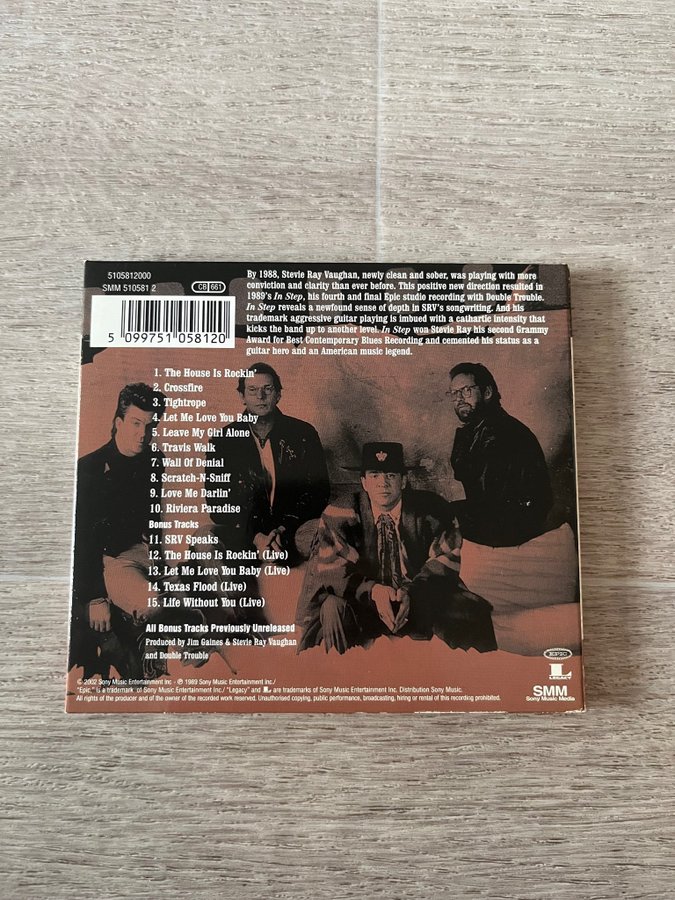 5105812000
SMM 510581 2
CB 661
5 099751 058120
By 1988, Stevie Ray Vaughan, newly clean and sober, was playing with more
conviction and clarity than ever before. This positive new direction resulted in
1989's In Step, his fourth and final Epic studio recording with Double Trouble.
In Step reveals a newfound sense of depth in SRV's songwriting. And his
trademark aggressive guitar playing is imbued with a cathartic intensity that
kicks the band up to another level. In Step won Stevie Ray his second Grammy
Award for Best Contemporary Blues Recording and cemented his status as a
guitar hero and an American music legend.
1. The House Is Rockin'
2. Crossfire
3. Tightrope
4. Let Me Love You Baby
5. Leave My Girl Alone
6. Travis Walk
7. Wall Of Denial
8. Scratch-N-Sniff
9. Love Me Darlin'
10. Riviera Paradise
Bonus Tracks
11. SRV Speaks
12. The House Is Rockin' (Live)
13. Let Me Love You Baby (Live)
14. Texas Flood (Live)
15. Life Without You (Live)
All Bonus Tracks Previously Unreleased
Produced by Jim Gaines & Stevie Ray Vaughan
and Double Trouble
EPIC
L
LEGACY
SMM
Sony Music Media
© 2002 Sony Music Entertainment Inc - ℗ 1989 Sony Music Entertainment Inc./
"Epic," is a trademark of Sony Music Entertainment Inc./ "Legacy" and L are trademarks of Sony Music Entertainment Inc. Distribution Sony Music.
All rights of the producer and of the owner of the recorded work reserved. Unauthorised copying, public performance, broadcasting, hiring or rental of this recording prohibited.